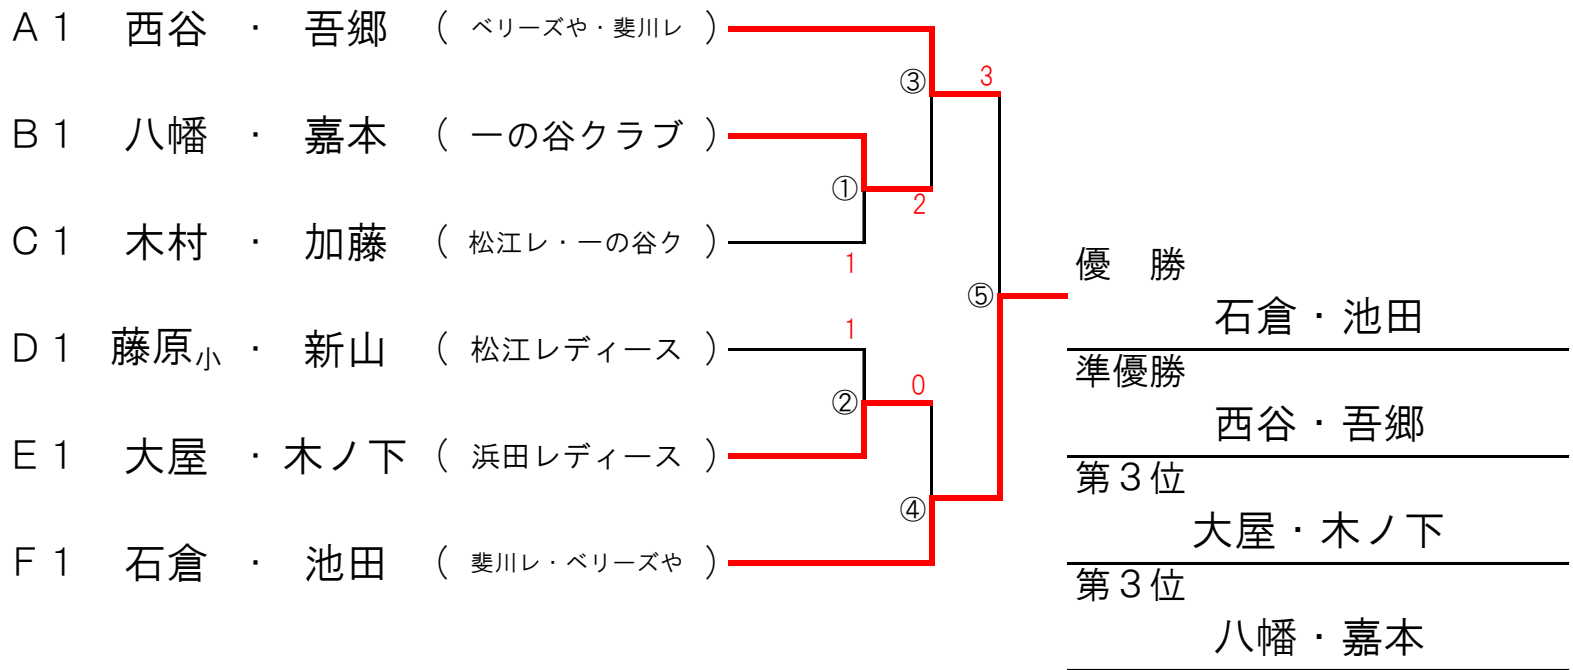 Ａ１ 西谷 ・ 吾郷 （ ベリーズや・斐川レ ）
③ 3
Ｂ１ 八幡 ・ 嘉本 （ 一の谷クラブ ）
① 2
Ｃ１ 木村 ・ 加藤 （ 松江レ・一の谷ク ）
1
優　勝
⑤
石倉・池田
1
Ｄ１ 藤原小 ・ 新山 （ 松江レディース ）
準優勝
② 0
西谷・吾郷
Ｅ１ 大屋 ・ 木ノ下 （ 浜田レディース ）
第３位
④
大屋・木ノ下
Ｆ１ 石倉 ・ 池田 （ 斐川レ・ベリーズや ）
第３位
八幡・嘉本